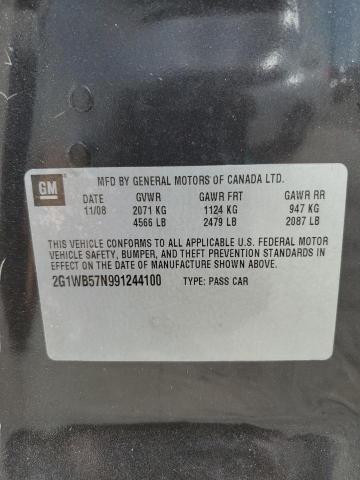 GM
MFD BY GENERAL MOTORS OF CANADA LTD.
DATE GVWR GAWR FRT GAWR RR
11/08 2071 KG 1124 KG 947 KG
4566 LB 2479 LB 2087 LB
THIS VEHICLE CONFORMS TO ALL APPLICABLE U.S. FEDERAL MOTOR
VEHICLE SAFETY, BUMPER, AND THEFT PREVENTION STANDARDS IN
EFFECT ON THE DATE OF MANUFACTURE SHOWN ABOVE.
2G1WB57N991244100 TYPE: PASS CAR